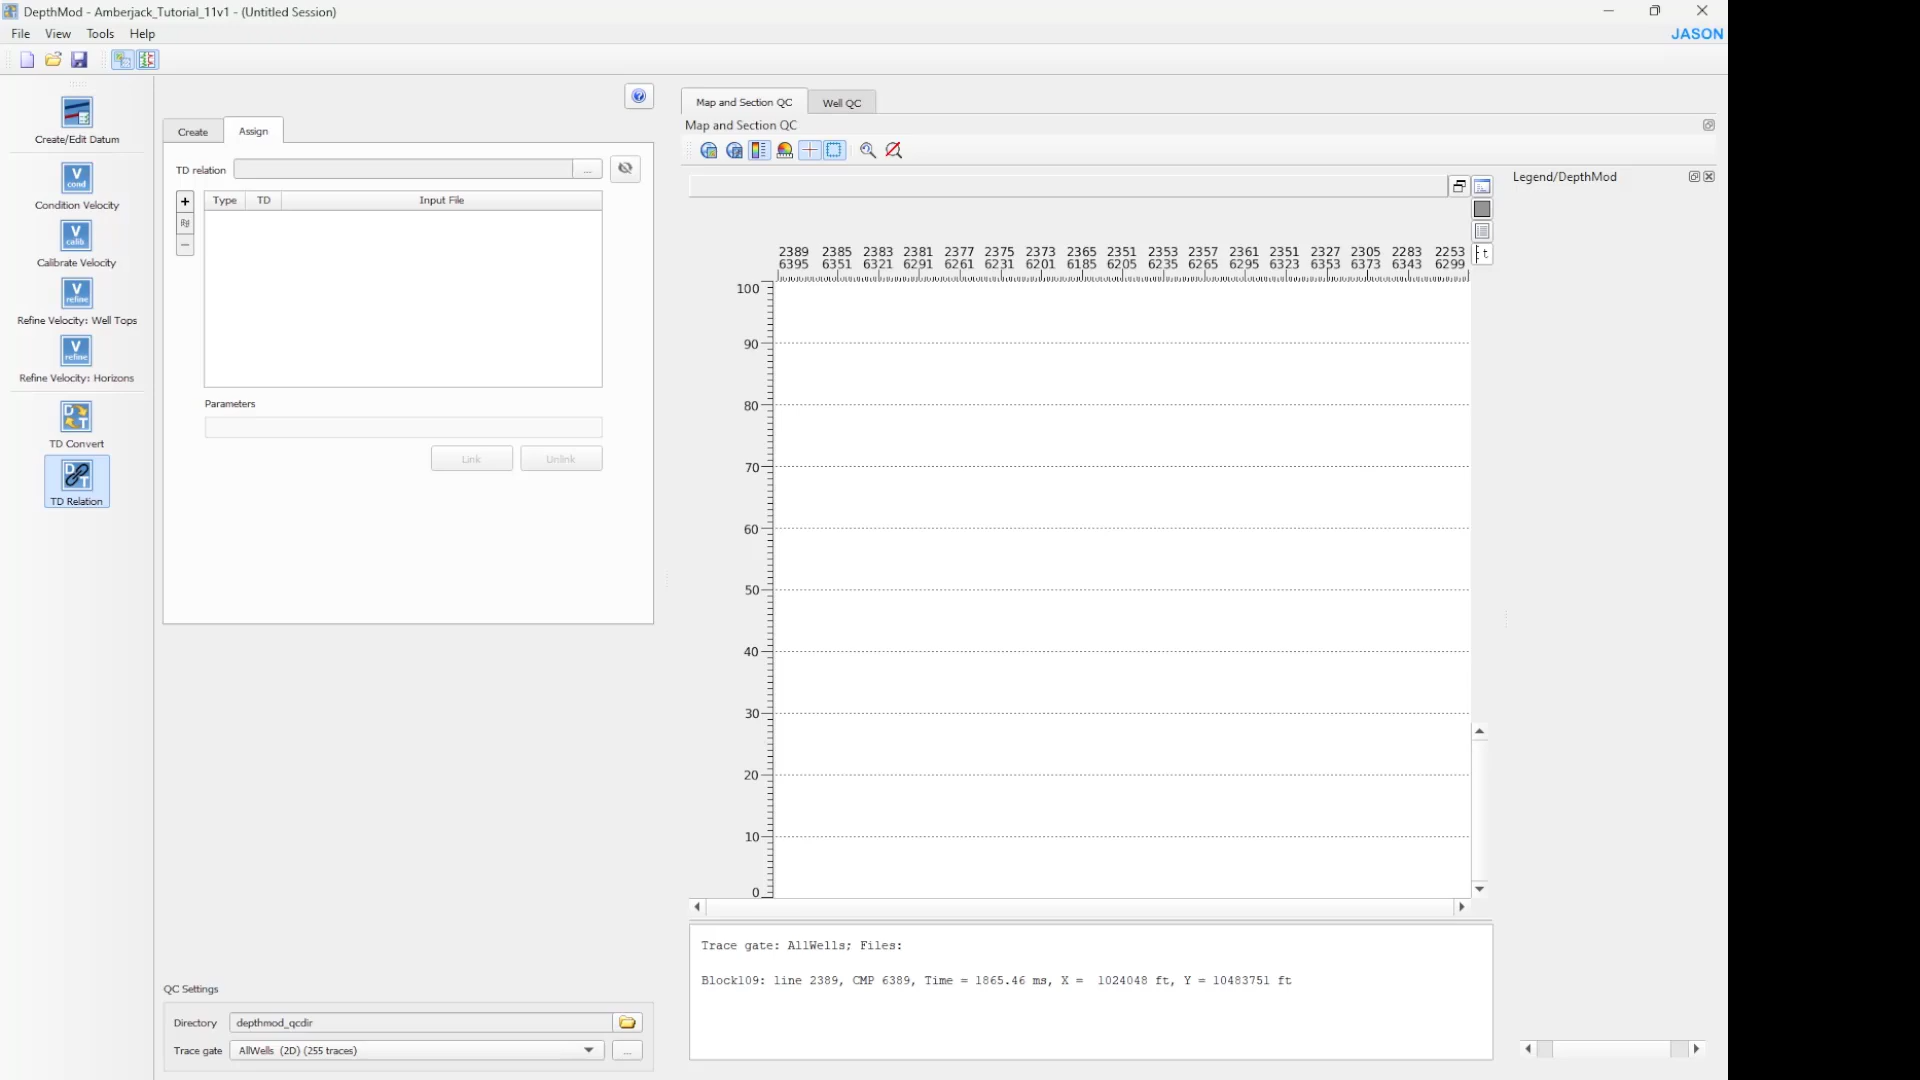 DepthMod - Amberjack_Tutorial_11v1 - (Untitled Session)
File View Tools Help
JASON
Create/Edit Datum
V cond
Condition Velocity
V calib
Calibrate Velocity
V refine
Refine Velocity: Well Tops
V refine
Refine Velocity: Horizons
D T
TD Convert
D T
TD Relation
Create Assign
TD relation ...
+
Type TD Input File
−
Parameters
Link Unlink
QC Settings
Directory depthmod_qcdir
Trace gate AllWells (2D) (255 traces) ...
Map and Section QC Well QC
Map and Section QC
Legend/DepthMod
t
2389 2385 2383 2381 2377 2375 2373 2365 2351 2353 2357 2361 2351 2327 2305 2283 2253
6395 6351 6321 6291 6261 6231 6201 6185 6205 6235 6265 6295 6323 6353 6373 6343 6299
100
90
80
70
60
50
40
30
20
10
0
Trace gate: AllWells; Files:
Block109: line 2389, CMP 6389, Time = 1865.46 ms, X = 1024048 ft, Y = 10483751 ft